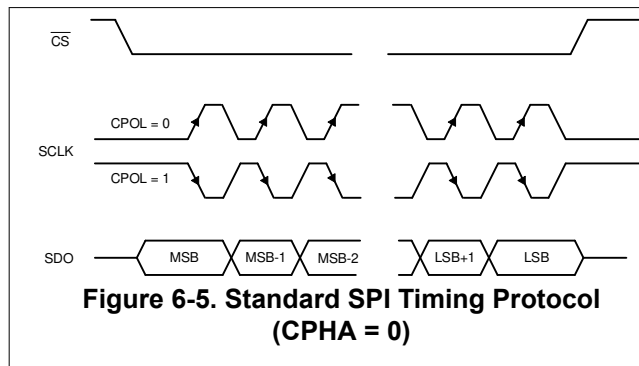 CS
CPOL = 0
SCLK
CPOL = 1
SDO
MSB
MSB-1
MSB-2
LSB+1
LSB
Figure 6-5. Standard SPI Timing Protocol
(CPHA = 0)